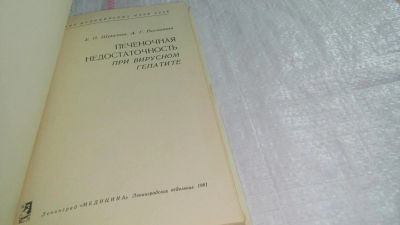 ПЕЧЕНОЧНАЯ
НЕДОСТАТОЧНОСТЬ
ПРИ ВИРУСНОМ
ГЕПАТИТЕ
Ленинград «МЕДИЦИНА» Ленинградское отделение 1981